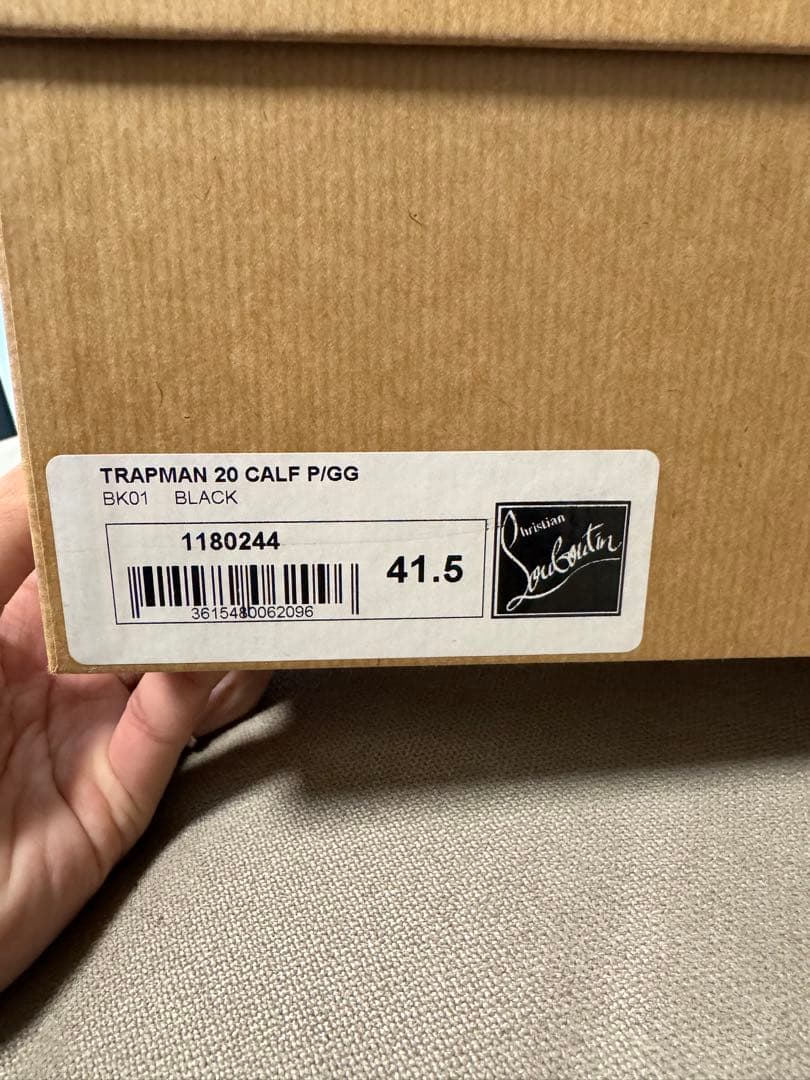 TRAPMAN 20 CALF P/GG
BK01 BLACK
1180244
41.5
3615480062096
Christian
Louboutin